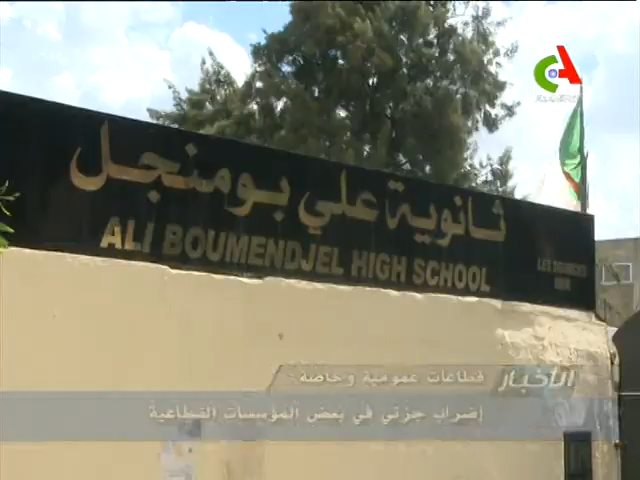 ثانوية علي بومنجل
ALI BOUMENDJEL HIGH SCHOOL
الأخبار
قطاعات عمومية وخاصة
إضراب جزئي في بعض المؤسسات القطاعية